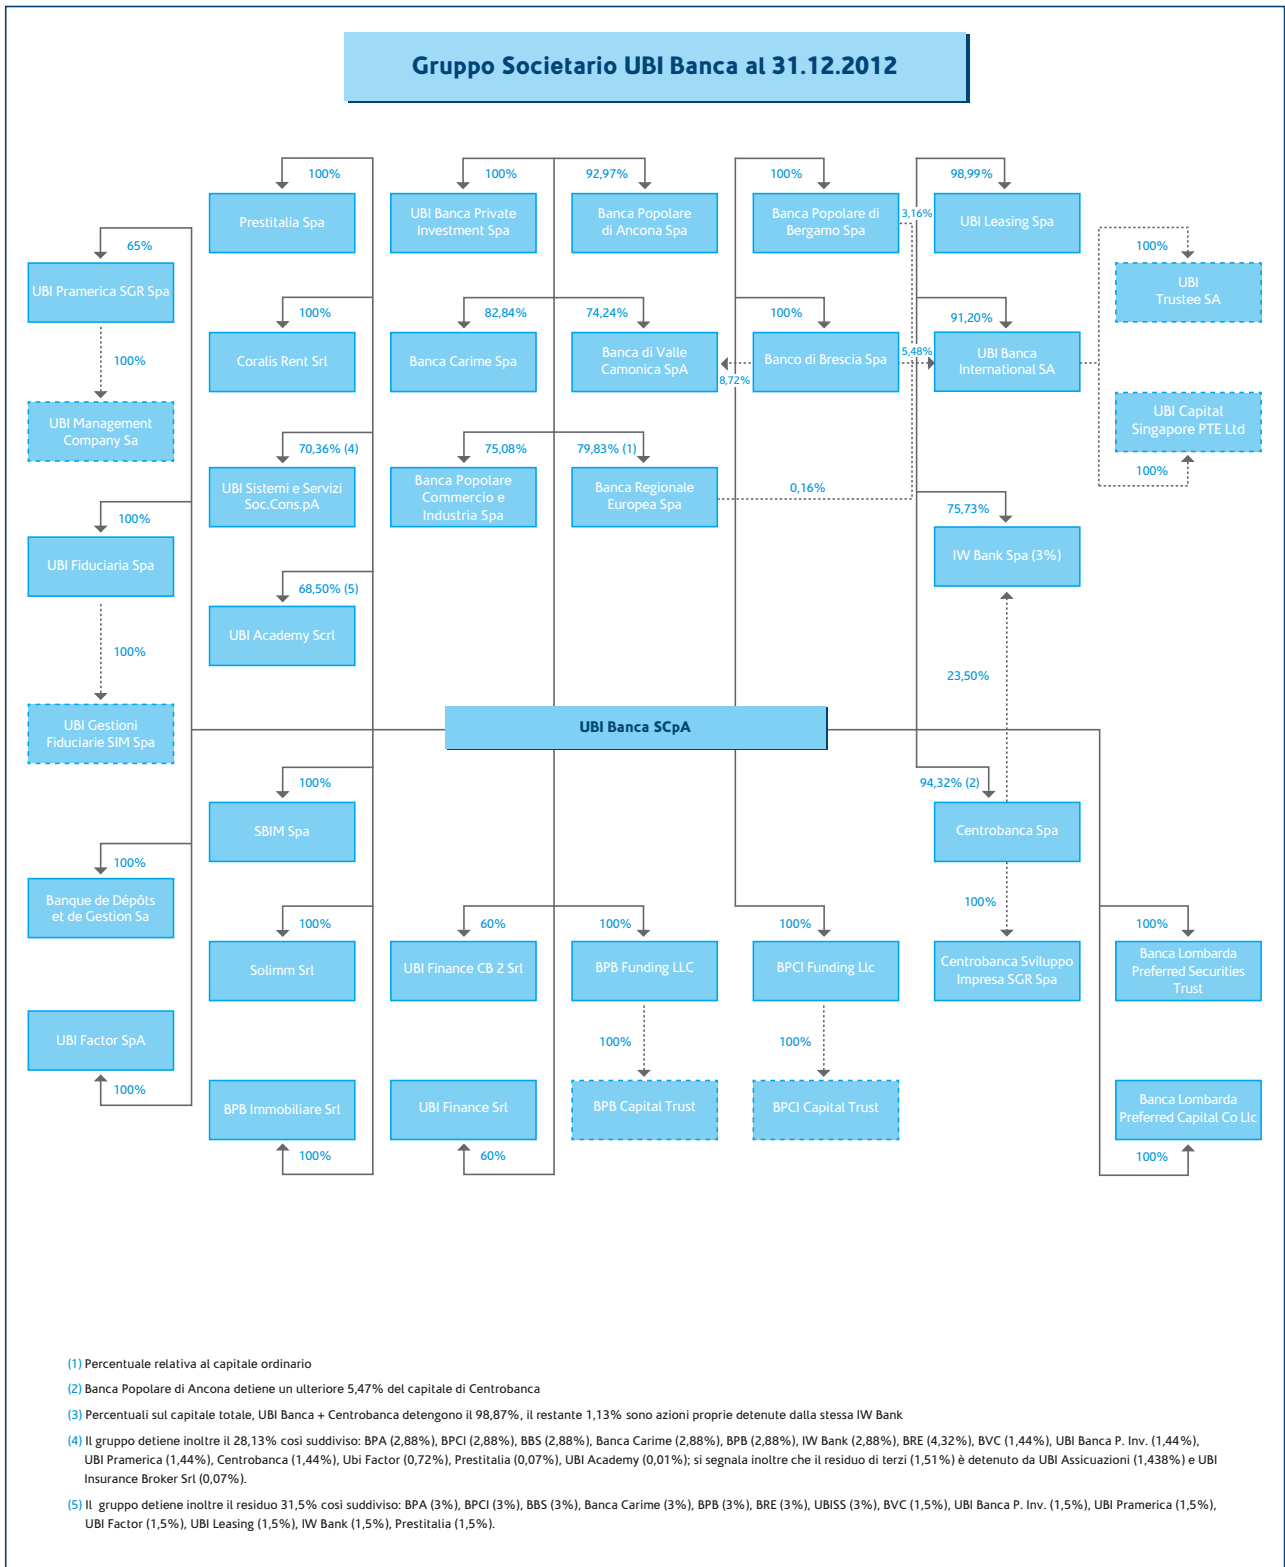 Gruppo Societario UBI Banca al 31.12.2012
100%
100%
92,97%
100%
98,99%
Prestitalia Spa
UBI Banca Private
Investment Spa
Banca Popolare
di Ancona Spa
Banca Popolare di
Bergamo Spa
3,16%
UBI Leasing Spa
65%
100%
UBI Pramerica SGR Spa
UBI
Trustee SA
100%
82,84%
74,24%
100%
91,20%
100%
Coralis Rent Srl
Banca Carime Spa
Banca di Valle
Camonica SpA
8,72%
Banco di Brescia Spa
5,48%
UBI Banca
International SA
UBI Management
Company Sa
UBI Capital
Singapore PTE Ltd
70,36% (4)
75,08%
79,83% (1)
100%
UBI Sistemi e Servizi
Soc.Cons.pA
Banca Popolare
Commercio e
Industria Spa
Banca Regionale
Europea Spa
0,16%
100%
75,73%
UBI Fiduciaria Spa
IW Bank Spa (3%)
68,50% (5)
UBI Academy Scrl
100%
23,50%
UBI Gestioni
Fiduciarie SIM Spa
UBI Banca SCpA
100%
94,32% (2)
SBIM Spa
Centrobanca Spa
100%
Banque de Dépôts
et de Gestion Sa
100%
100%
60%
100%
100%
100%
Solimm Srl
UBI Finance CB 2 Srl
BPB Funding LLC
BPCI Funding Llc
Centrobanca Sviluppo
Impresa SGR Spa
Banca Lombarda
Preferred Securities
Trust
UBI Factor SpA
100%
100%
100%
BPB Immobiliare Srl
UBI Finance Srl
BPB Capital Trust
BPCI Capital Trust
Banca Lombarda
Preferred Capital Co Llc
100%
60%
100%
(1) Percentuale relativa al capitale ordinario
(2) Banca Popolare di Ancona detiene un ulteriore 5,47% del capitale di Centrobanca
(3) Percentuali sul capitale totale, UBI Banca + Centrobanca detengono il 98,87%, il restante 1,13% sono azioni proprie detenute dalla stessa IW Bank
(4) Il gruppo detiene inoltre il 28,13% così suddiviso: BPA (2,88%), BPCI (2,88%), BBS (2,88%), Banca Carime (2,88%), BPB (2,88%), IW Bank (2,88%), BRE (4,32%), BVC (1,44%), UBI Banca P. Inv. (1,44%),
UBI Pramerica (1,44%), Centrobanca (1,44%), Ubi Factor (0,72%), Prestitalia (0,07%), UBI Academy (0,01%); si segnala inoltre che il residuo di terzi (1,51%) è detenuto da UBI Assicuazioni (1,438%) e UBI
Insurance Broker Srl (0,07%).
(5) Il gruppo detiene inoltre il residuo 31,5% così suddiviso: BPA (3%), BPCI (3%), BBS (3%), Banca Carime (3%), BPB (3%), BRE (3%), UBISS (3%), BVC (1,5%), UBI Banca P. Inv. (1,5%), UBI Pramerica (1,5%),
UBI Factor (1,5%), UBI Leasing (1,5%), IW Bank (1,5%), Prestitalia (1,5%).